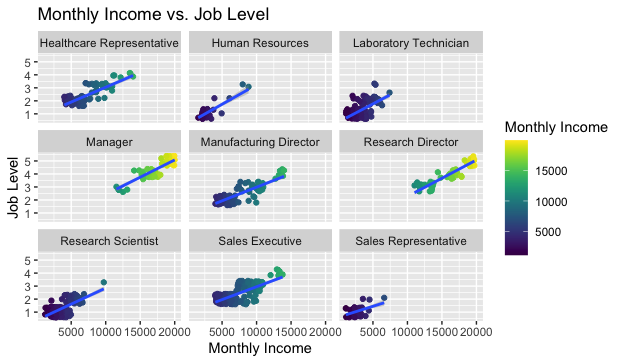 Monthly Income vs. Job Level
Healthcare Representative
Human Resources
Laboratory Technician
5
4
3
2
1
Manager
Manufacturing Director
Research Director
5
4
3
2
1
Research Scientist
Sales Executive
Sales Representative
5
4
3
2
1
5000 10000 15000 20000
5000 10000 15000 20000
5000 10000 15000 20000
Job Level
Monthly Income
Monthly Income
15000
10000
5000